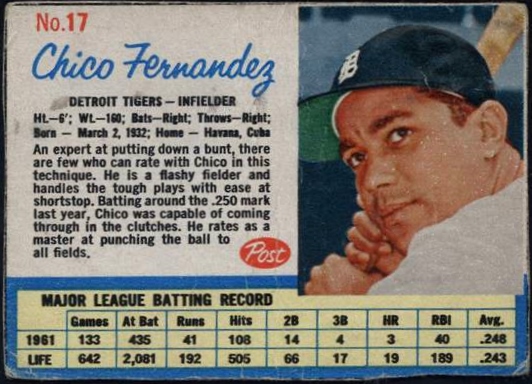 No.17
Chico Fernandez
DETROIT TIGERS — INFIELDER
Ht.—6'; Wt.—160; Bats—Right; Throws—Right;
Born — March 2, 1932; Home — Havana, Cuba
An expert at putting down a bunt, there
are few who can rate with Chico in this
technique. He is a flashy fielder and
handles the tough plays with ease at
shortstop. Batting around the .250 mark
last year, Chico was capable of coming
through in the clutches. He rates as a
master at punching the ball to
all fields.
Post
MAJOR LEAGUE BATTING RECORD
Games At Bat Runs Hits 2B 3B HR RBI Avg.
1961 133 435 41 108 14 4 3 40 .248
LIFE 642 2,081 192 505 66 17 19 189 .243